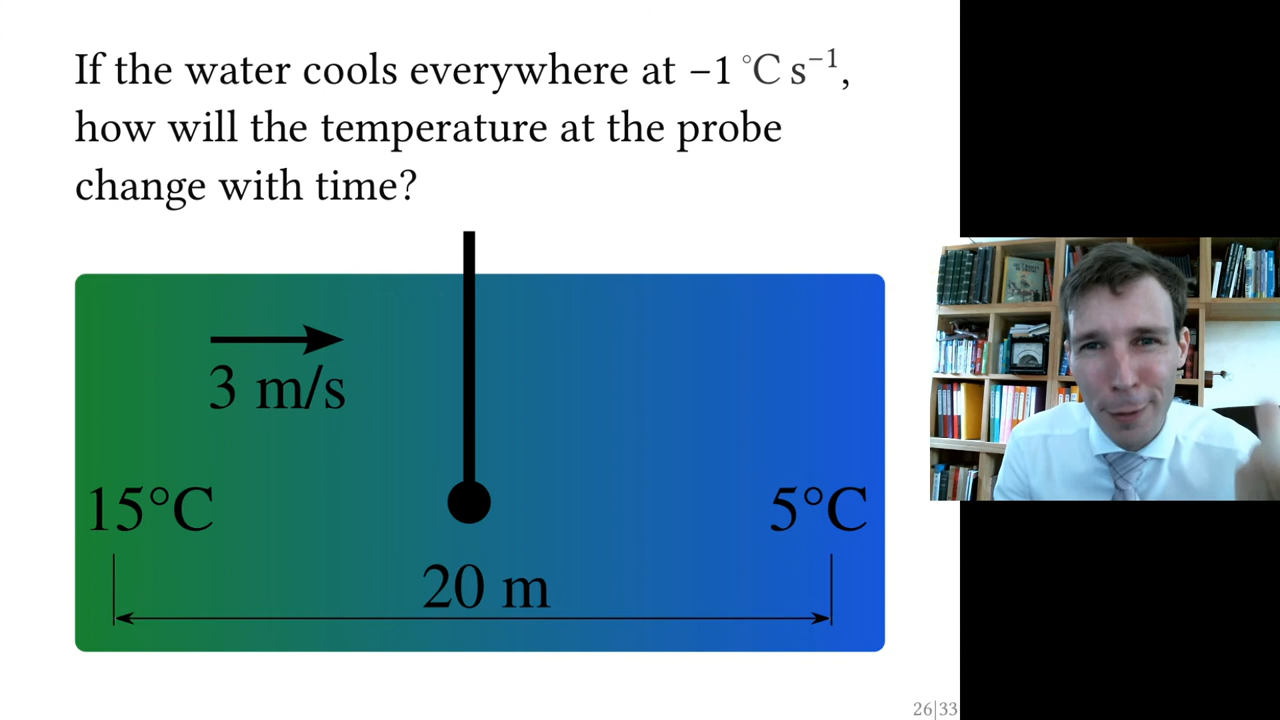 If the water cools everywhere at −1 °C s⁻¹,
how will the temperature at the probe
change with time?
3 m/s
15°C
5°C
20 m
26|33